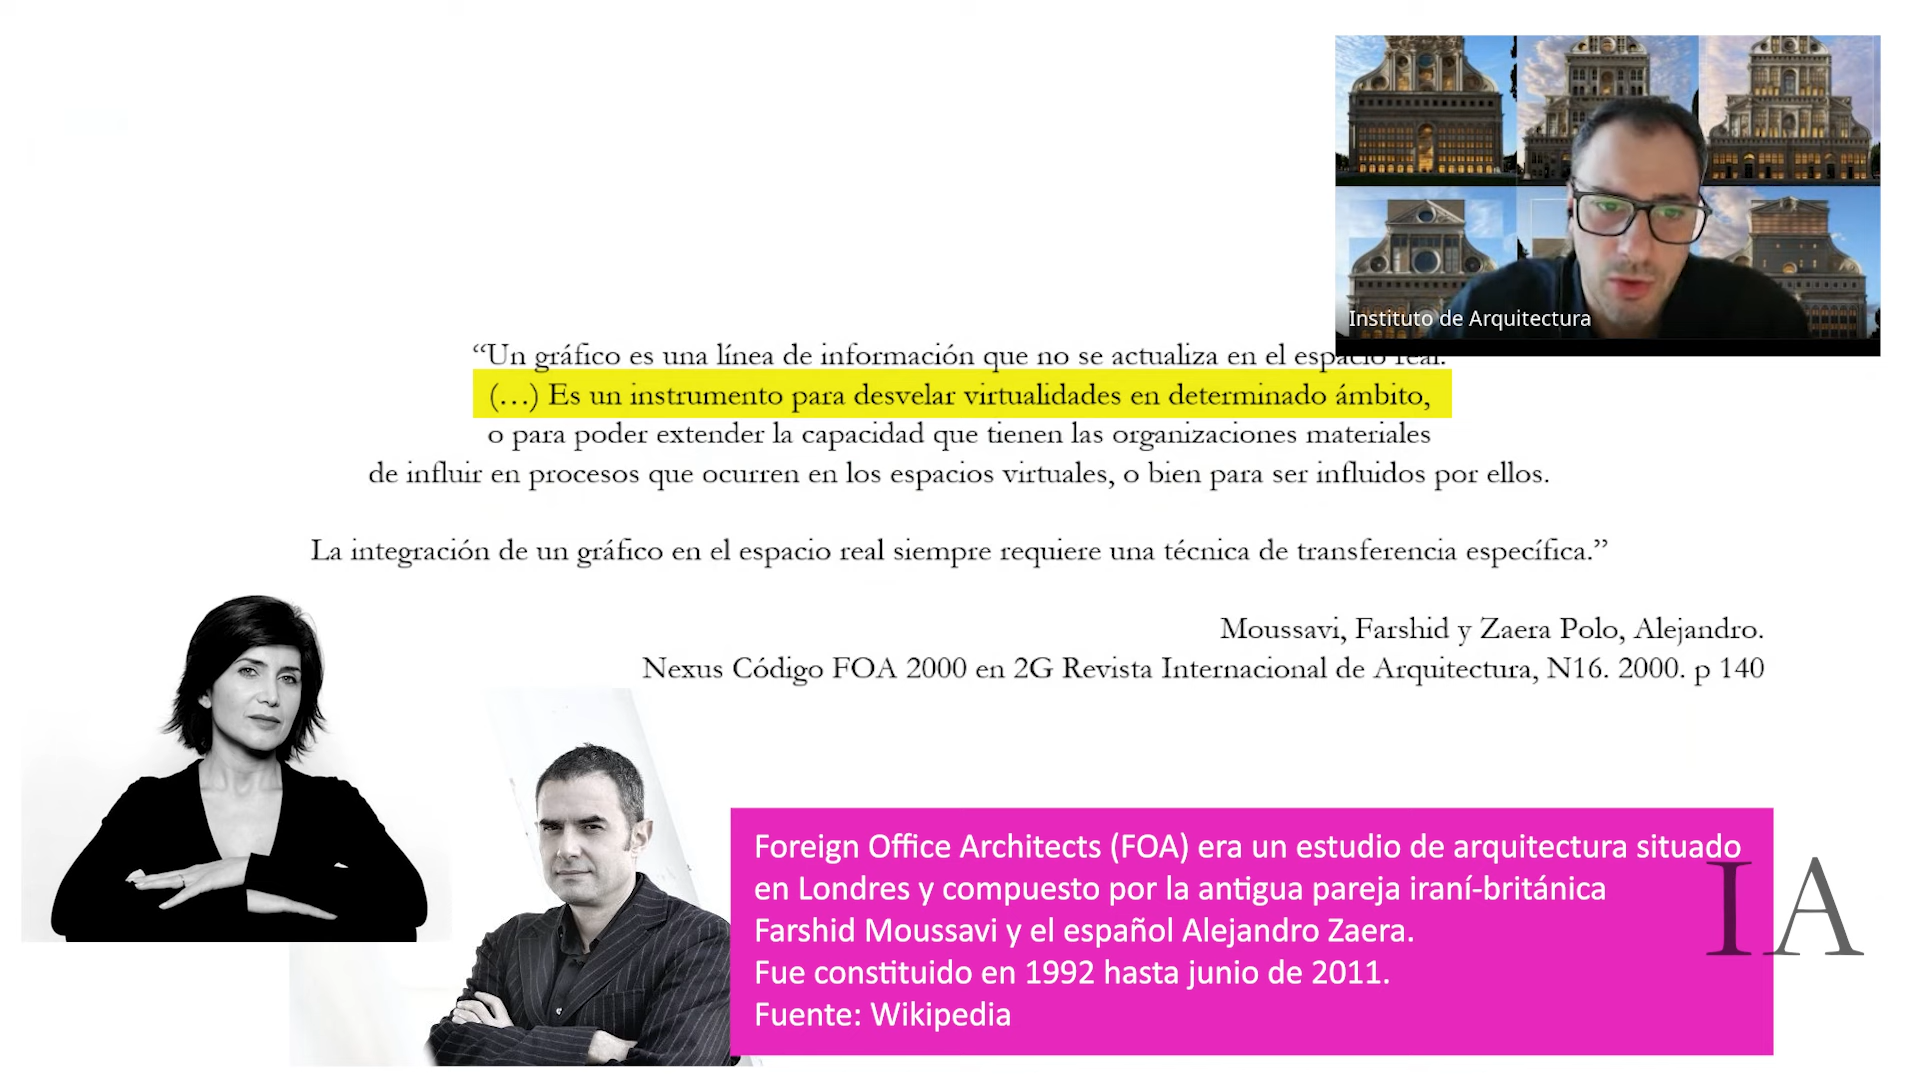 Instituto de Arquitectura
“Un gráfico es una línea de información que no se actualiza en el espacio real.
(…) Es un instrumento para desvelar virtualidades en determinado ámbito,
o para poder extender la capacidad que tienen las organizaciones materiales
de influir en procesos que ocurren en los espacios virtuales, o bien para ser influidos por ellos.
La integración de un gráfico en el espacio real siempre requiere una técnica de transferencia específica.”
Moussavi, Farshid y Zaera Polo, Alejandro.
Nexus Código FOA 2000 en 2G Revista Internacional de Arquitectura, N16. 2000. p 140
Foreign Office Architects (FOA) era un estudio de arquitectura situado
en Londres y compuesto por la antigua pareja iraní-británica
Farshid Moussavi y el español Alejandro Zaera.
Fue constituido en 1992 hasta junio de 2011.
Fuente: Wikipedia
IA